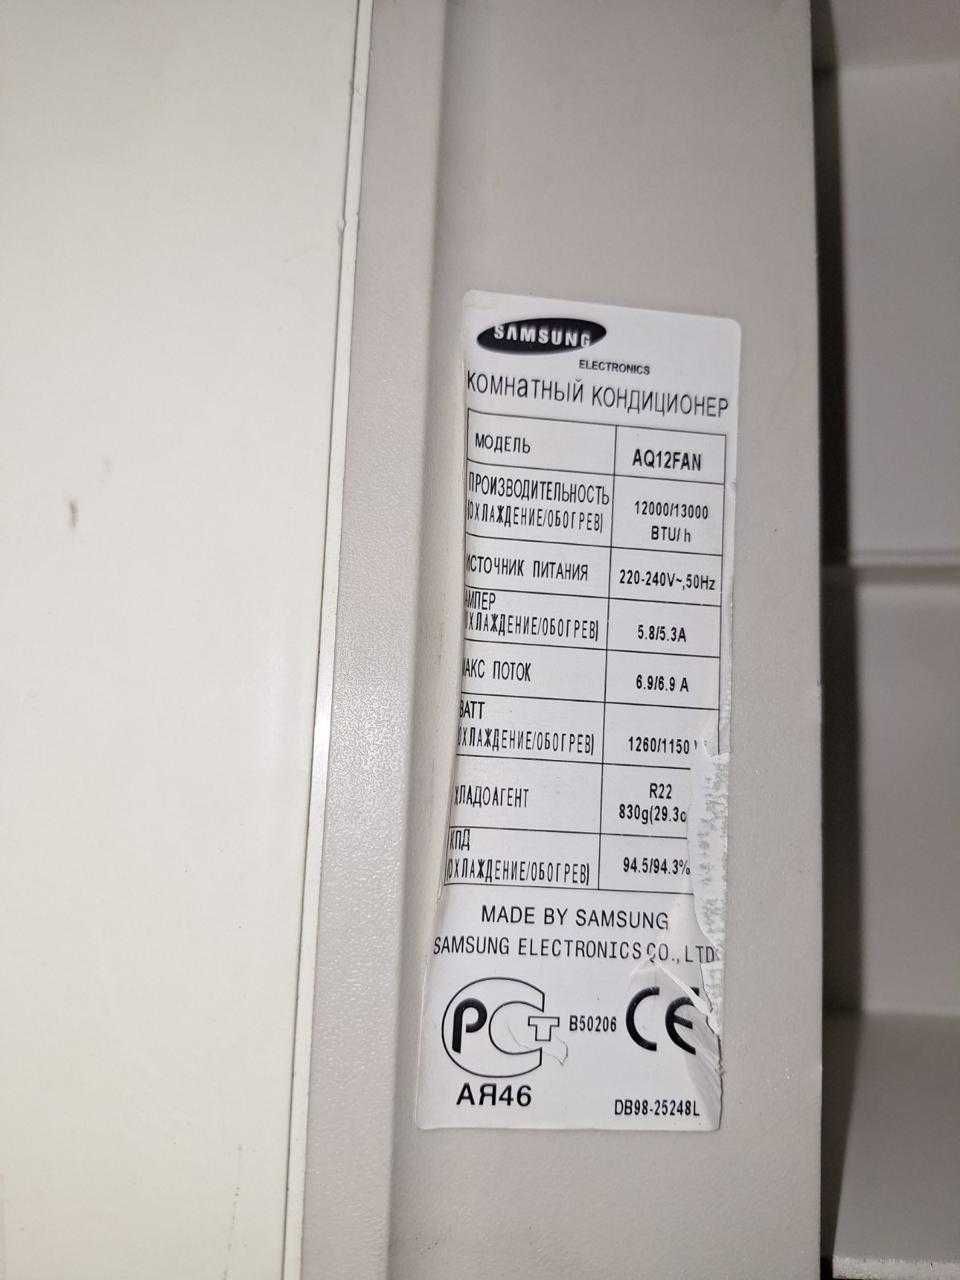 SAMSUNG
ELECTRONICS
КОМНаТНЫЙ КОНДИЦИОНЕР
МОДЕЛЬ AQ12FAN
ПРОИЗВОДИТЕЛЬНОСТЬ
(ОХЛАЖДЕНИЕ/ОБОГРЕВ) 12000/13000
BTU/h
ИСТОЧНИК ПИТАНИЯ 220-240V~,50Hz
АМПЕР
ОХЛАЖДЕНИЕ/ОБОГРЕВ) 5.8/5.3A
МАКС ПОТОК 6.9/6.9 A
ВАТТ
ОХЛАЖДЕНИЕ/ОБОГРЕВ) 1260/1150
ХЛАДОАГЕНТ R22
830g(29.3o
КПД
(ОХЛАЖДЕНИЕ/ОБОГРЕВ) 94.5/94.3%
MADE BY SAMSUNG
SAMSUNG ELECTRONICS CO., LTD
РСТ B50206 CE
АЯ46
DB98-25248L